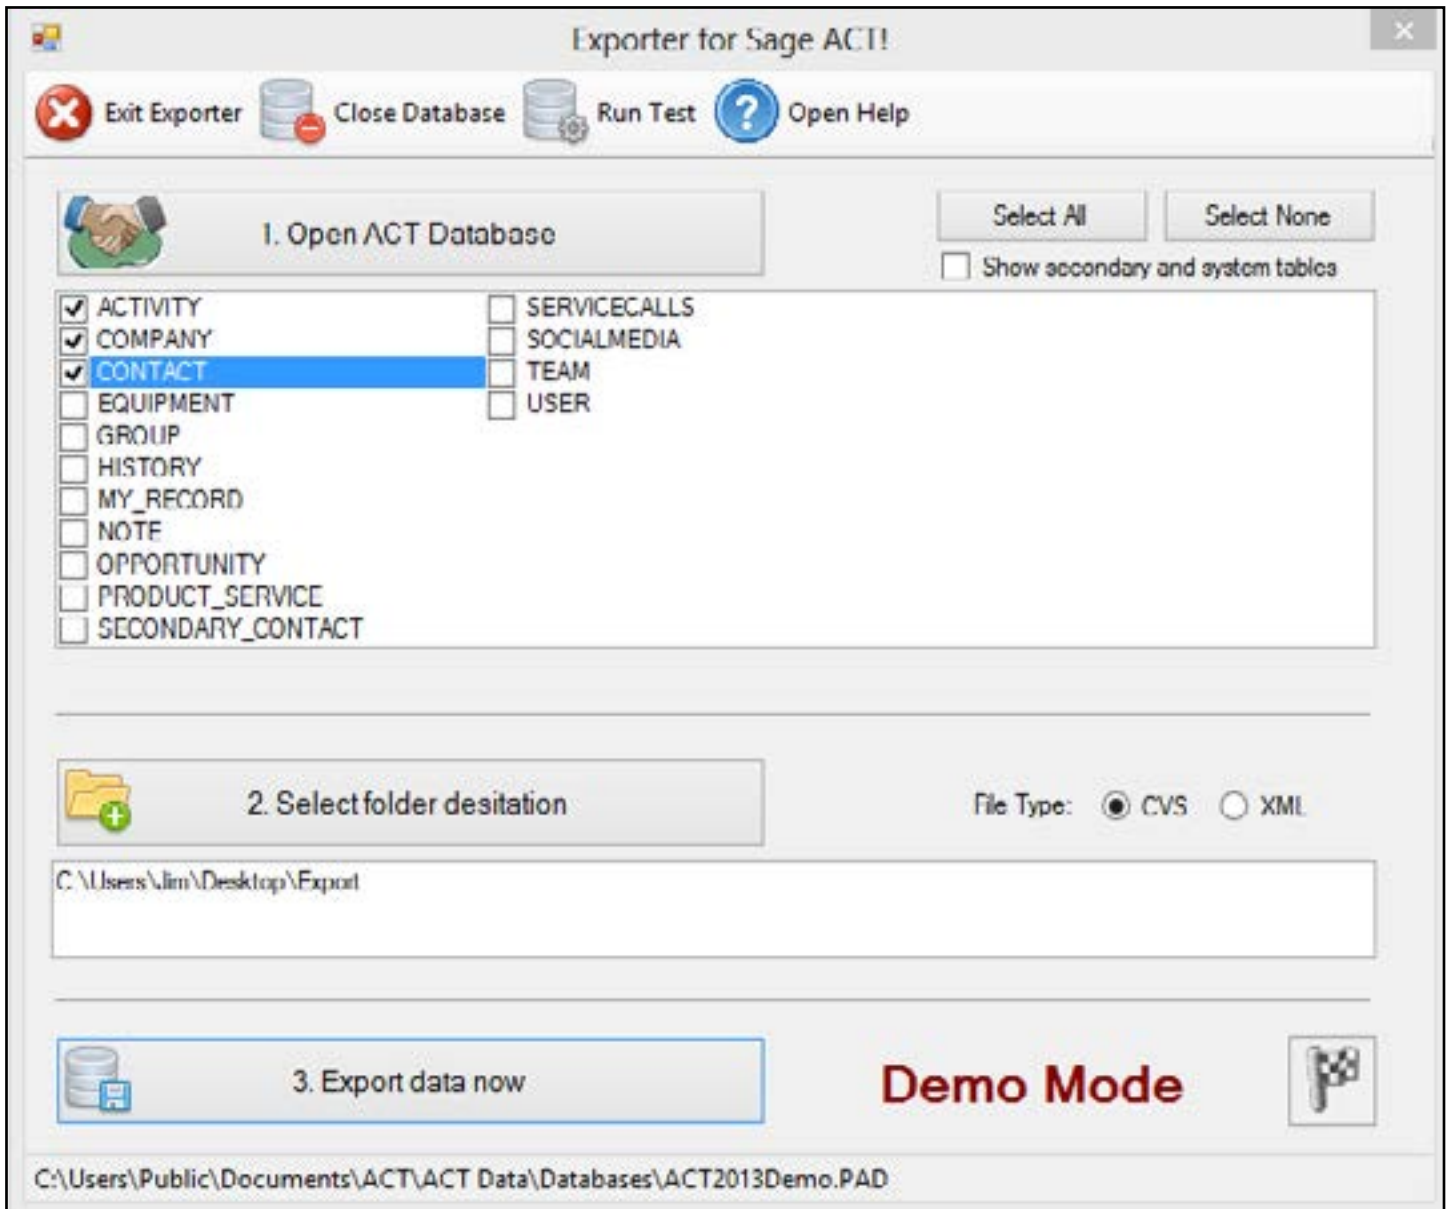 Exporter for Sage ACT!
Exit Exporter Close Database Run Test Open Help
1. Open ACT Database
Select All Select None
Show secondary and system tables
ACTIVITY SERVICECALLS
COMPANY SOCIALMEDIA
CONTACT TEAM
EQUIPMENT USER
GROUP
HISTORY
MY_RECORD
NOTE
OPPORTUNITY
PRODUCT_SERVICE
SECONDARY_CONTACT
2. Select folder desitation
File Type: CVS XML
C:\Users\Jim\Desktop\Export
3. Export data now
Demo Mode
C:\Users\Public\Documents\ACT\ACT Data\Databases\ACT2013Demo.PAD